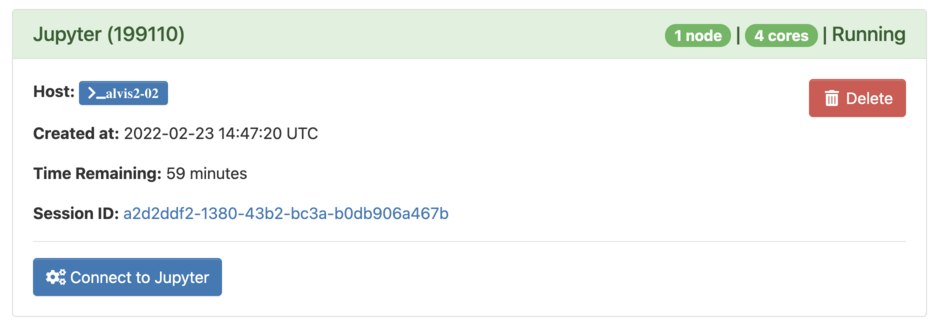 Jupyter (199110) 1 node | 4 cores | Running
Host: >_alvis2-02 Delete
Created at: 2022-02-23 14:47:20 UTC
Time Remaining: 59 minutes
Session ID: a2d2ddf2-1380-43b2-bc3a-b0db906a467b
Connect to Jupyter